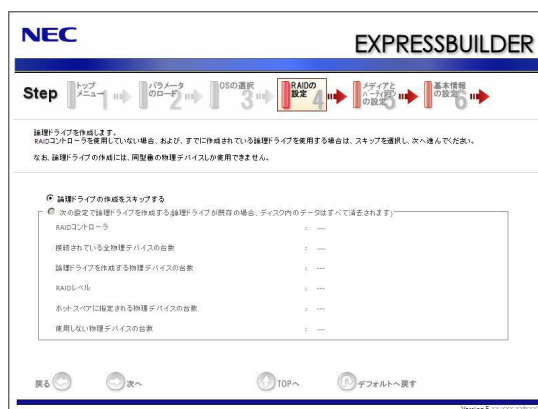 NEC
EXPRESSBUILDER
Step
トップ
メニュー 1
パラメータ
のロード 2
OSの選択
3
RAIDの
設定 4
メディアと
パーティション
の設定 5
基本情報
の設定 6
論理ドライブを作成します。
RAIDコントローラを使用していない場合、および、すでに作成されている論理ドライブを使用する場合は、スキップを選択し、次へ進んでください。
なお、論理ドライブの作成には、同型番の物理デバイスしか使用できません。
論理ドライブの作成をスキップする
次の設定で論理ドライブを作成する(論理ドライブが既存の場合、ディスク内のデータはすべて消去されます)
RAIDコントローラ : ---
接続されている全物理デバイスの台数 : ---
論理ドライブを作成する物理デバイスの台数 : ---
RAIDレベル : ---
ホットスペアに指定される物理デバイスの台数 : ---
使用しない物理デバイスの台数 : ---
戻る
次へ
TOPへ
デフォルトへ戻す
Version 5